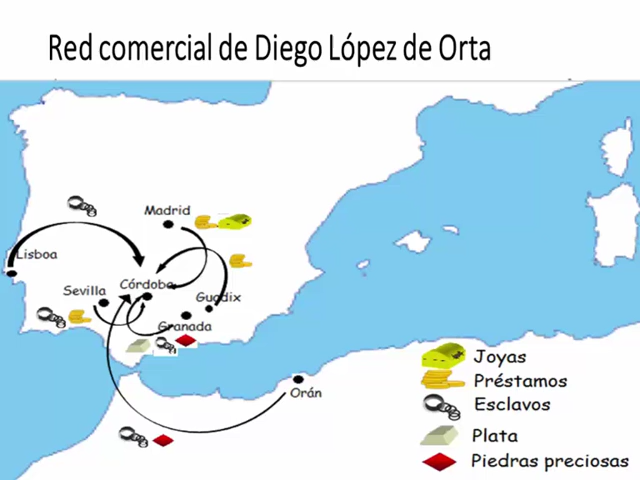 Red comercial de Diego López de Orta
Madrid
Lisboa
Sevilla
Córdoba
Guadix
Granada
Orán
Joyas
Préstamos
Esclavos
Plata
Piedras preciosas